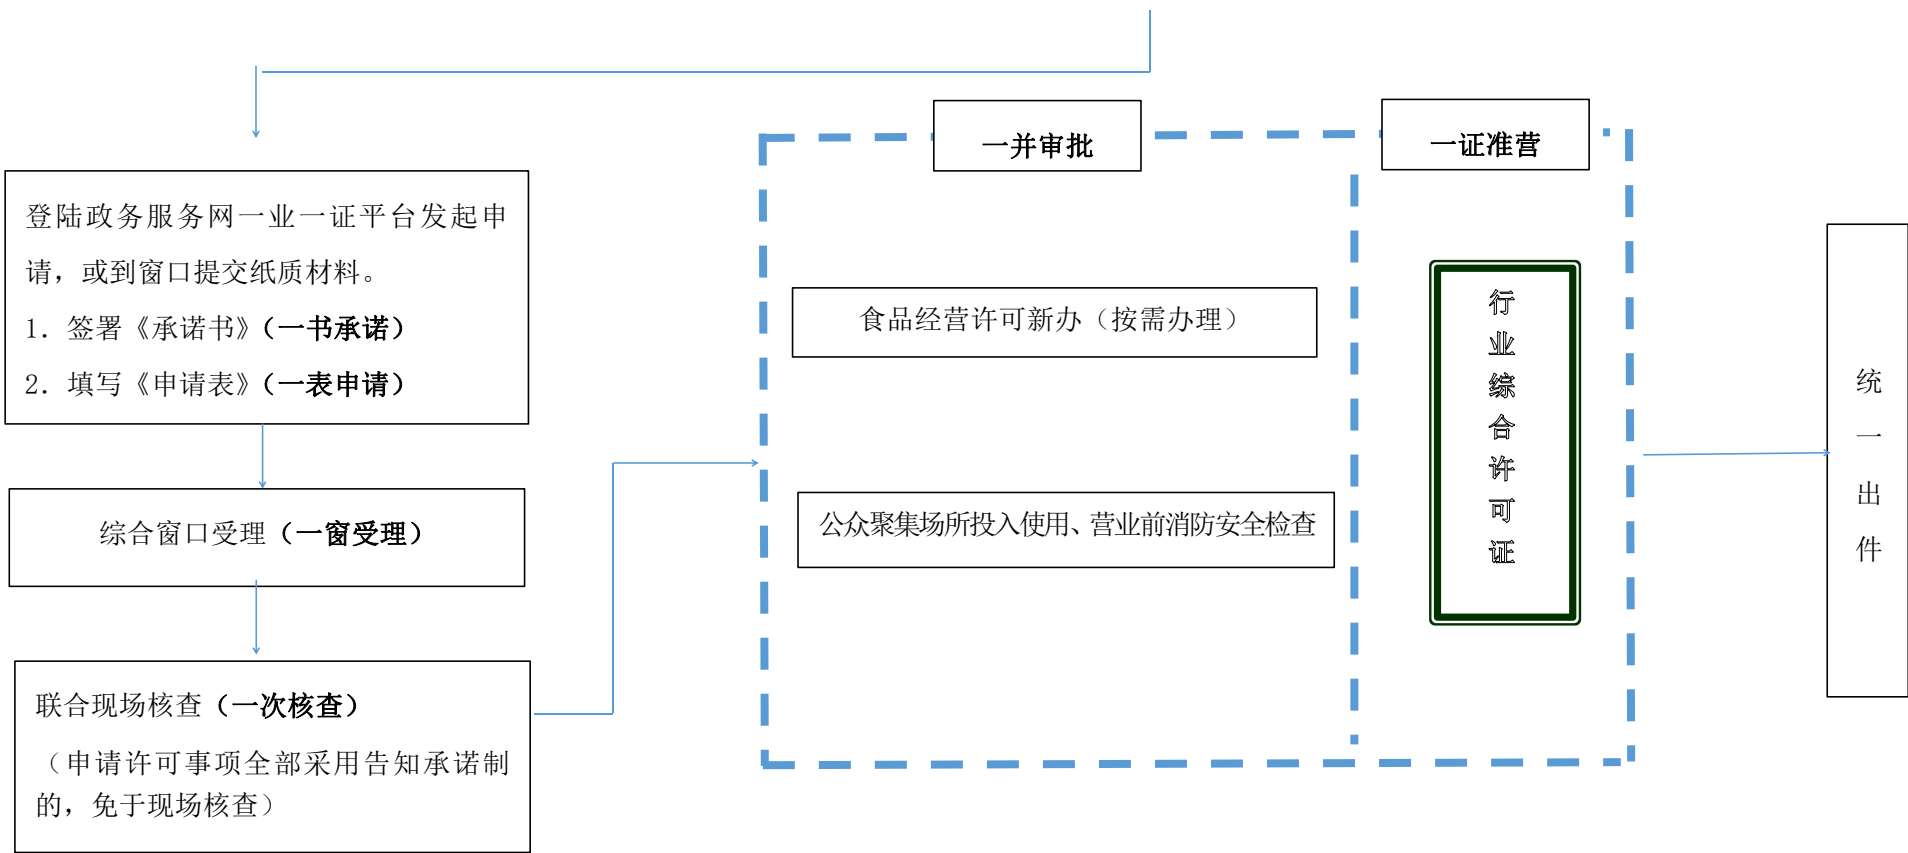 登陆政务服务网一业一证平台发起申
请，或到窗口提交纸质材料。
1. 签署《承诺书》（一书承诺）
2. 填写《申请表》（一表申请）
综合窗口受理（一窗受理）
联合现场核查（一次核查）
（申请许可事项全部采用告知承诺制
的，免于现场核查）
一并审批
食品经营许可新办（按需办理）
公众聚集场所投入使用、营业前消防安全检查
一证准营
行业综合许可证
统一出件